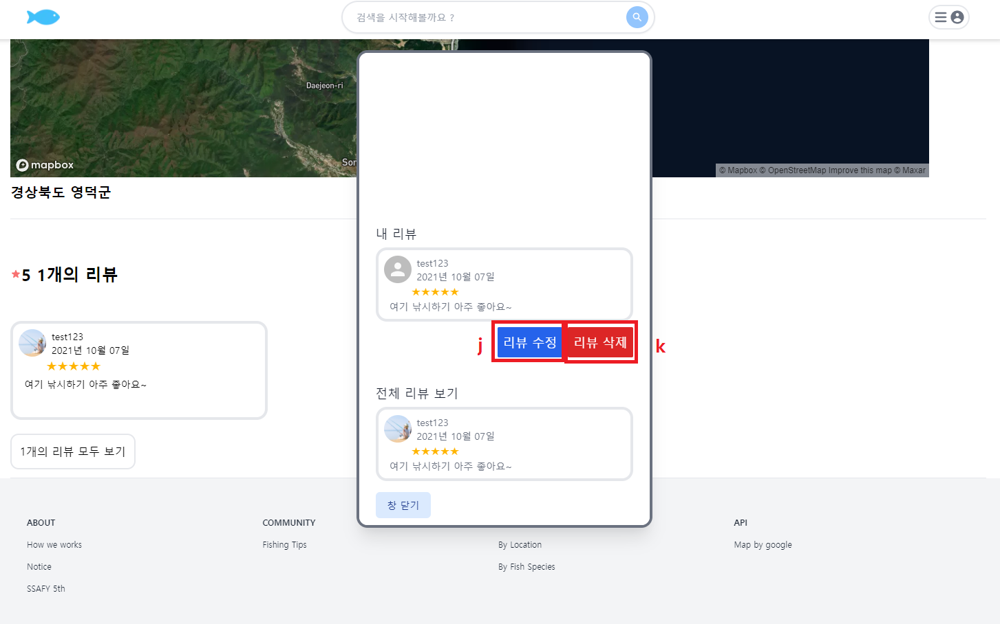 검색을 시작해볼까요 ?
Daejeon-ri
Sor
mapbox
© Mapbox © OpenStreetMap Improve this map © Maxar
경상북도 영덕군
5 1개의 리뷰
test123
2021년 10월 07일
★★★★★
여기 낚시하기 아주 좋아요~
1개의 리뷰 모두 보기
내 리뷰
test123
2021년 10월 07일
★★★★★
여기 낚시하기 아주 좋아요~
j
리뷰 수정
리뷰 삭제
k
전체 리뷰 보기
test123
2021년 10월 07일
★★★★★
여기 낚시하기 아주 좋아요~
창 닫기
ABOUT
How we works
Notice
SSAFY 5th
COMMUNITY
Fishing Tips
By Location
By Fish Species
API
Map by google